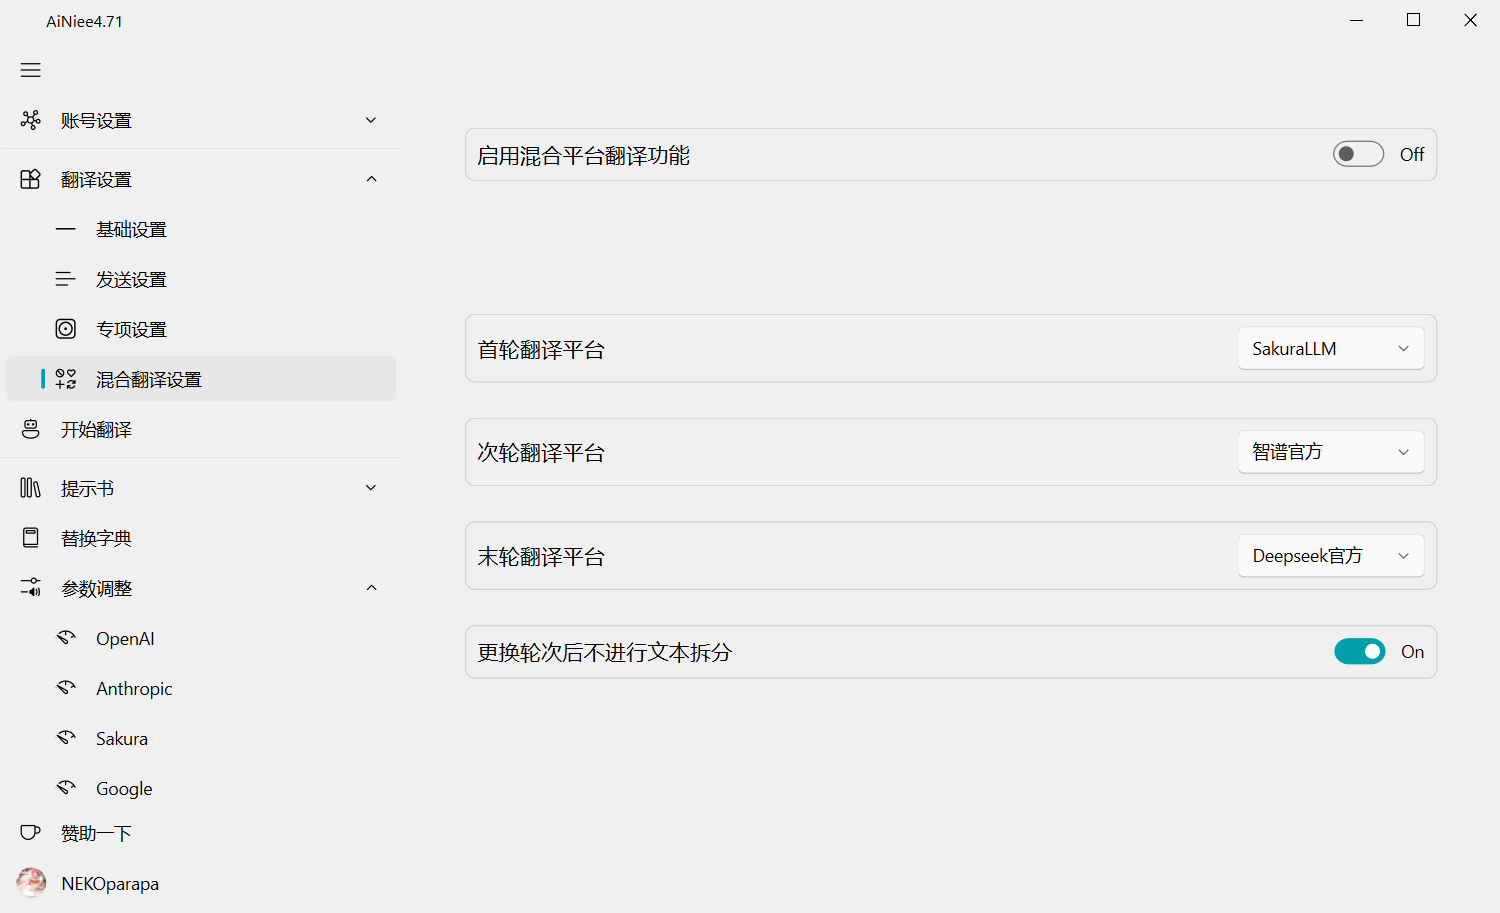 AiNiee4.71
账号设置
翻译设置
基础设置
发送设置
专项设置
混合翻译设置
开始翻译
提示书
替换字典
参数调整
OpenAI
Anthropic
Sakura
Google
赞助一下
NEKOparapa
启用混合平台翻译功能 Off
首轮翻译平台 SakuraLLM
次轮翻译平台 智谱官方
末轮翻译平台 Deepseek官方
更换轮次后不进行文本拆分 On